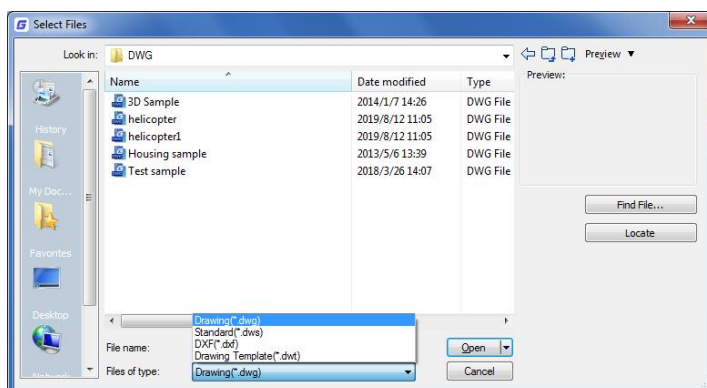 Select Files
Look in:
DWG
Preview
Name Date modified Type
3D Sample 2014/1/7 14:26 DWG File
helicopter 2019/8/12 11:05 DWG File
helicopter1 2019/8/12 11:05 DWG File
Housing sample 2013/5/6 13:39 DWG File
Test sample 2018/3/26 14:07 DWG File
Preview:
History
My Doc...
Favorites
Desktop
Find File...
Locate
Drawing(*.dwg)
Standard(*.dws)
DXF(*.dxf)
Drawing Template(*.dwt)
File name:
Open
Files of type:
Drawing(*.dwg)
Cancel